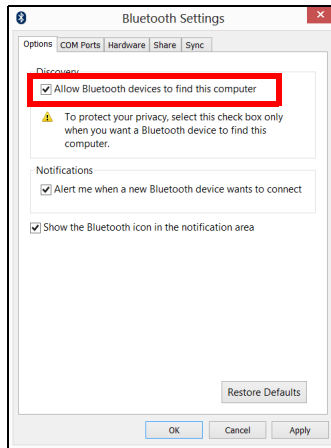 Bluetooth Settings
Options COM Ports Hardware Share Sync
Discovery
Allow Bluetooth devices to find this computer
To protect your privacy, select this check box only
when you want a Bluetooth device to find this
computer.
Notifications
Alert me when a new Bluetooth device wants to connect
Show the Bluetooth icon in the notification area
Restore Defaults
OK Cancel Apply